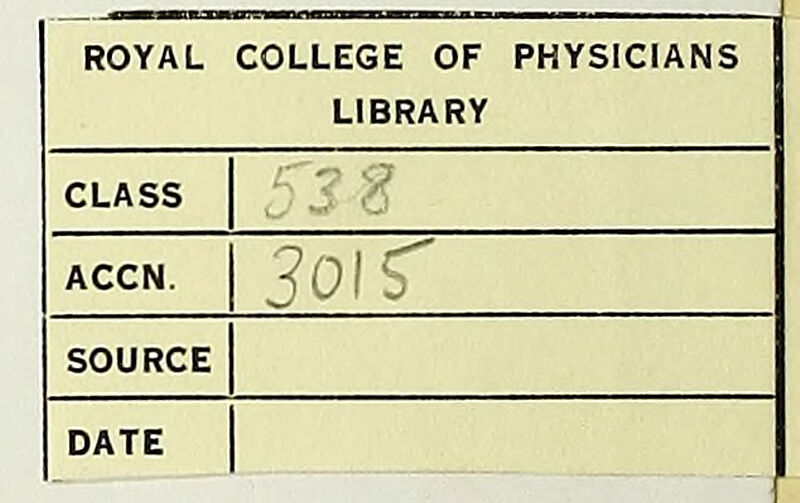 ROYAL COLLEGE OF PHYSICIANS
LIBRARY
CLASS 538
ACCN. 3015
SOURCE
DATE